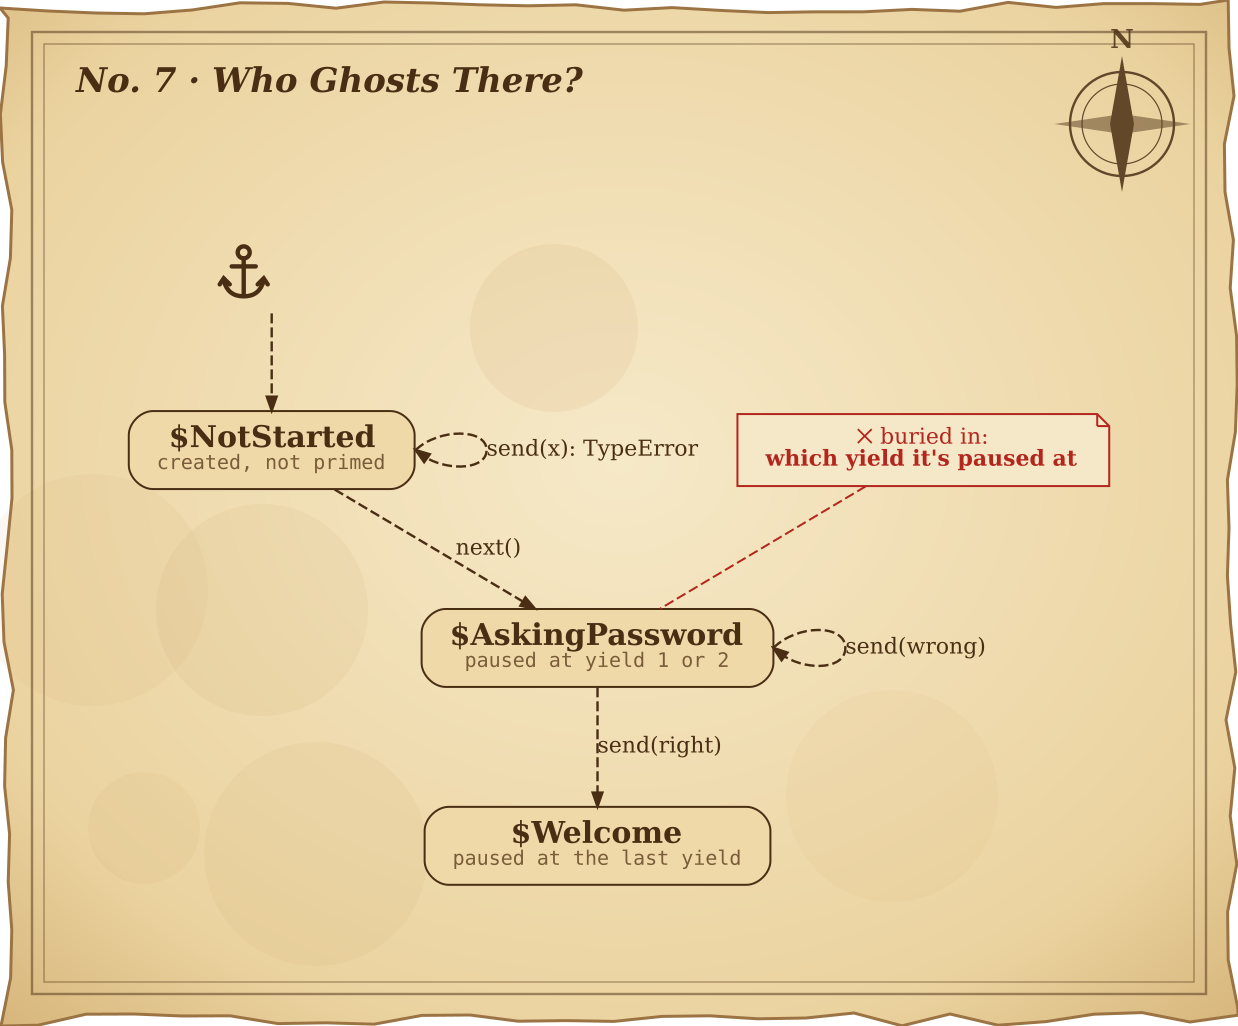 N
No. 7 · Who Ghosts There?
$NotStarted
created, not primed
send(x): TypeError
× buried in:
which yield it's paused at
next()
$AskingPassword
paused at yield 1 or 2
send(wrong)
send(right)
$Welcome
paused at the last yield